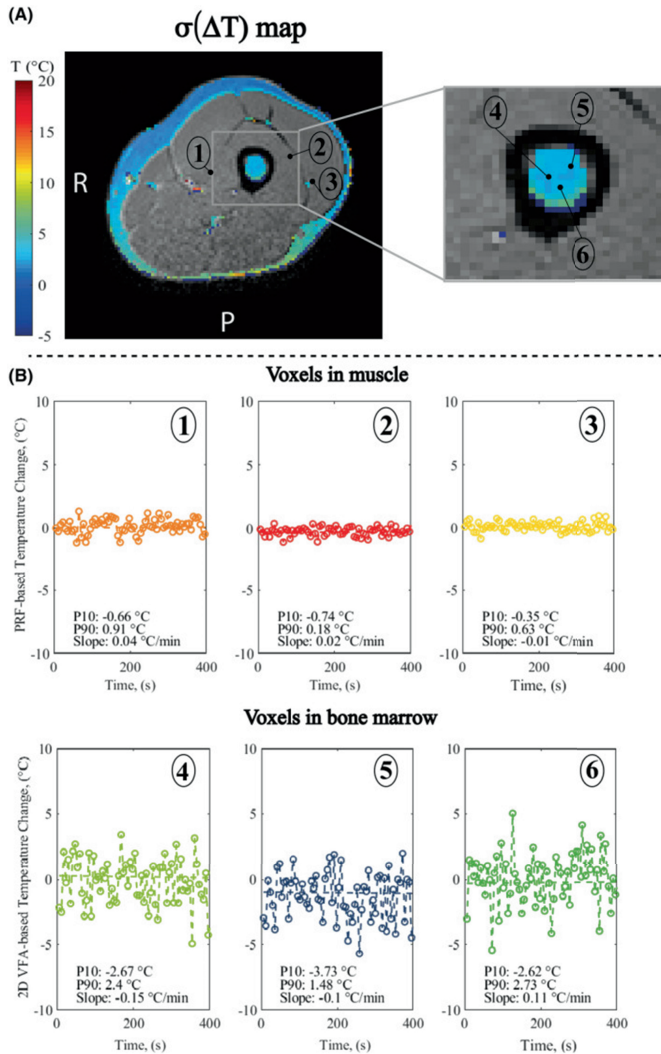 (A)
σ(ΔT) map
T (°C)
20
15
10
5
0
-5
R
P
1
2
3
4
5
6
(B)
Voxels in muscle
PRF-based Temperature Change, (°C)
10
5
0
-5
-10
1
P10: -0.66 °C
P90: 0.91 °C
Slope: 0.04 °C/min
0
200
400
Time, (s)
10
5
0
-5
-10
2
P10: -0.74 °C
P90: 0.18 °C
Slope: 0.02 °C/min
0
200
400
Time, (s)
10
5
0
-5
-10
3
P10: -0.35 °C
P90: 0.63 °C
Slope: -0.01 °C/min
0
200
400
Time, (s)
Voxels in bone marrow
2D VFA-based Temperature Change, (°C)
10
5
0
-5
-10
4
P10: -2.67 °C
P90: 2.4 °C
Slope: -0.15 °C/min
0
200
400
Time, (s)
10
5
0
-5
-10
5
P10: -3.73 °C
P90: 1.48 °C
Slope: -0.1 °C/min
0
200
400
Time, (s)
10
5
0
-5
-10
6
P10: -2.62 °C
P90: 2.73 °C
Slope: 0.11 °C/min
0
200
400
Time, (s)